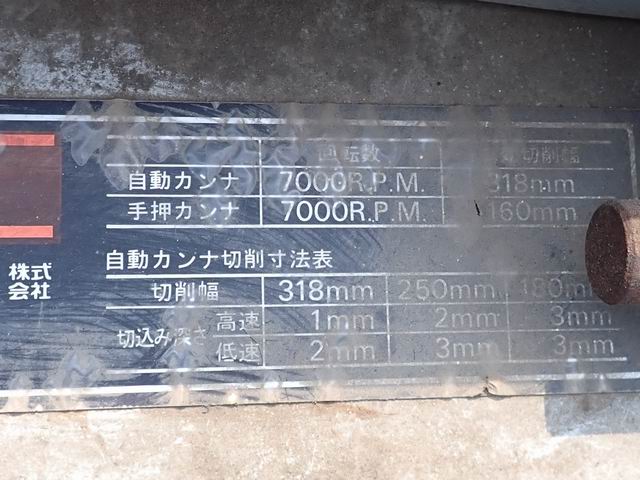 回転数 切削幅
自動カンナ 7000R.P.M. 318mm
手押カンナ 7000R.P.M. 160mm
自動カンナ切削寸法表
株式
会社
切削幅 318mm 250mm 180mm
切込み深さ 高速 1mm 2mm 3mm
低速 2mm 3mm 3mm